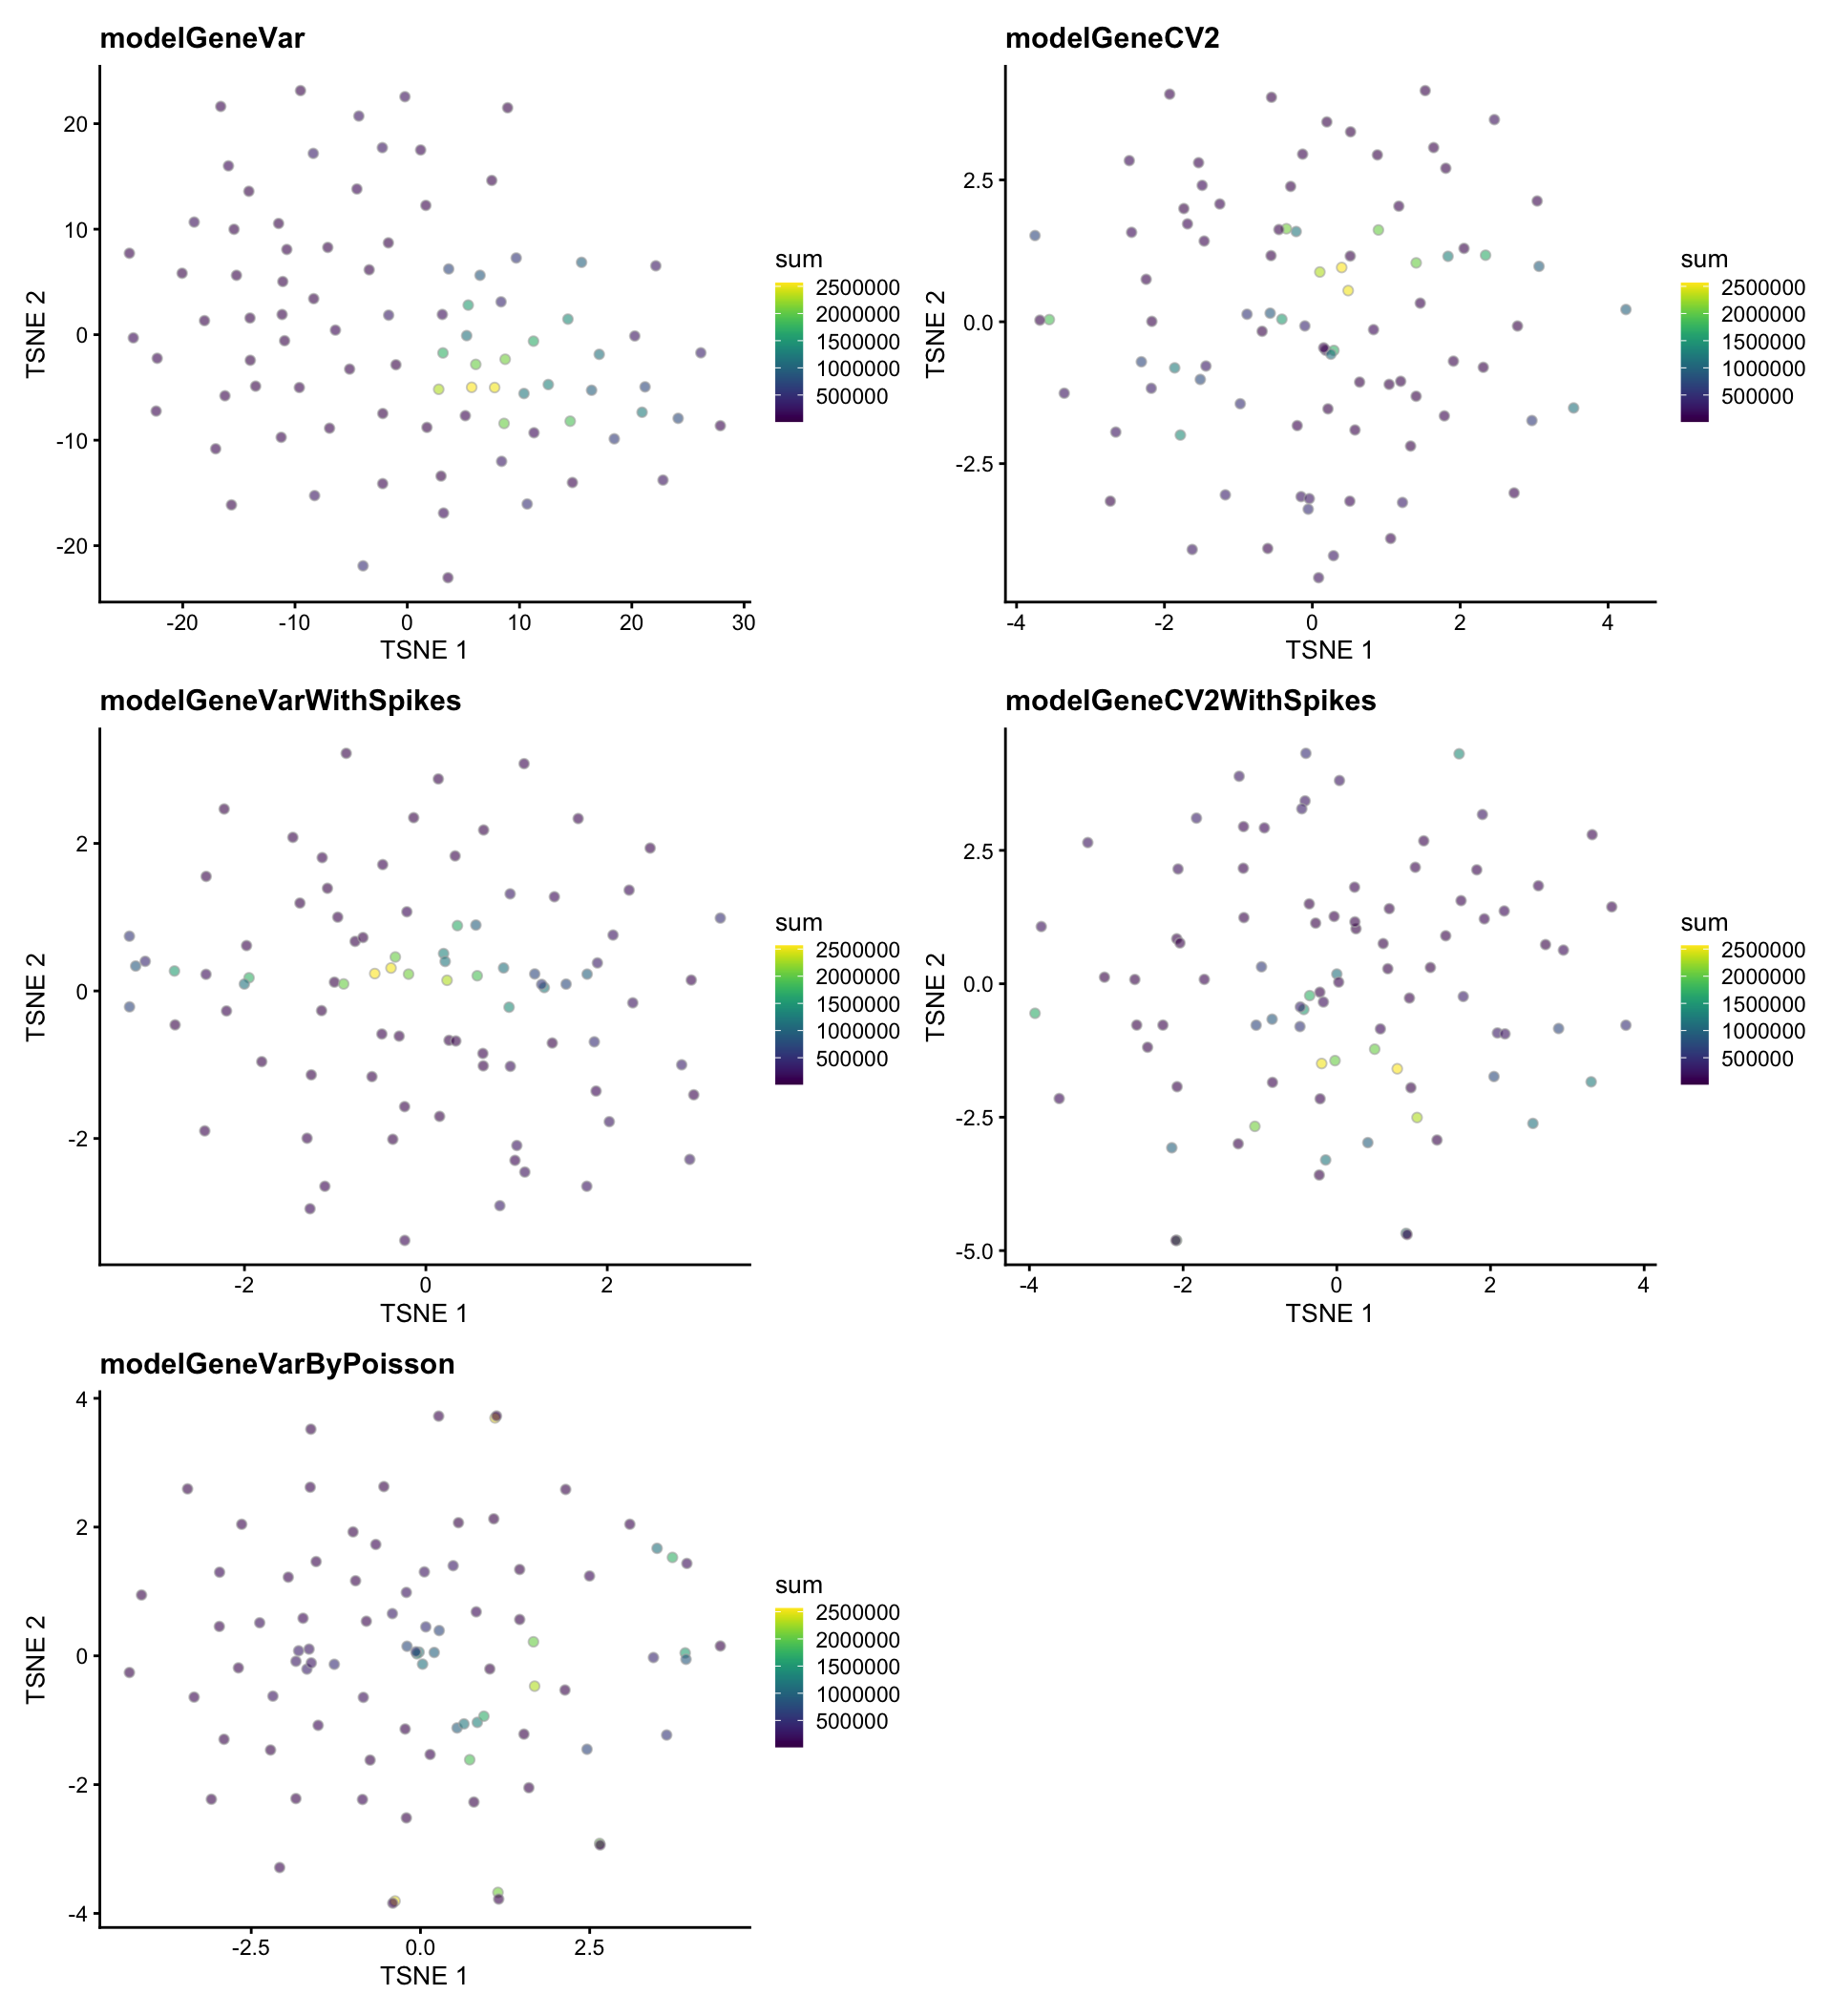 modelGeneVar
20
10
0
-10
-20
TSNE 2
-20 -10 0 10 20 30
TSNE 1
sum
2500000
2000000
1500000
1000000
500000
modelGeneCV2
2.5
0.0
-2.5
TSNE 2
-4 -2 0 2 4
TSNE 1
sum
2500000
2000000
1500000
1000000
500000
modelGeneVarWithSpikes
2
0
-2
TSNE 2
-2 0 2
TSNE 1
sum
2500000
2000000
1500000
1000000
500000
modelGeneCV2WithSpikes
2.5
0.0
-2.5
-5.0
TSNE 2
-4 -2 0 2 4
TSNE 1
sum
2500000
2000000
1500000
1000000
500000
modelGeneVarByPoisson
4
2
0
-2
-4
TSNE 2
-2.5 0.0 2.5
TSNE 1
sum
2500000
2000000
1500000
1000000
500000